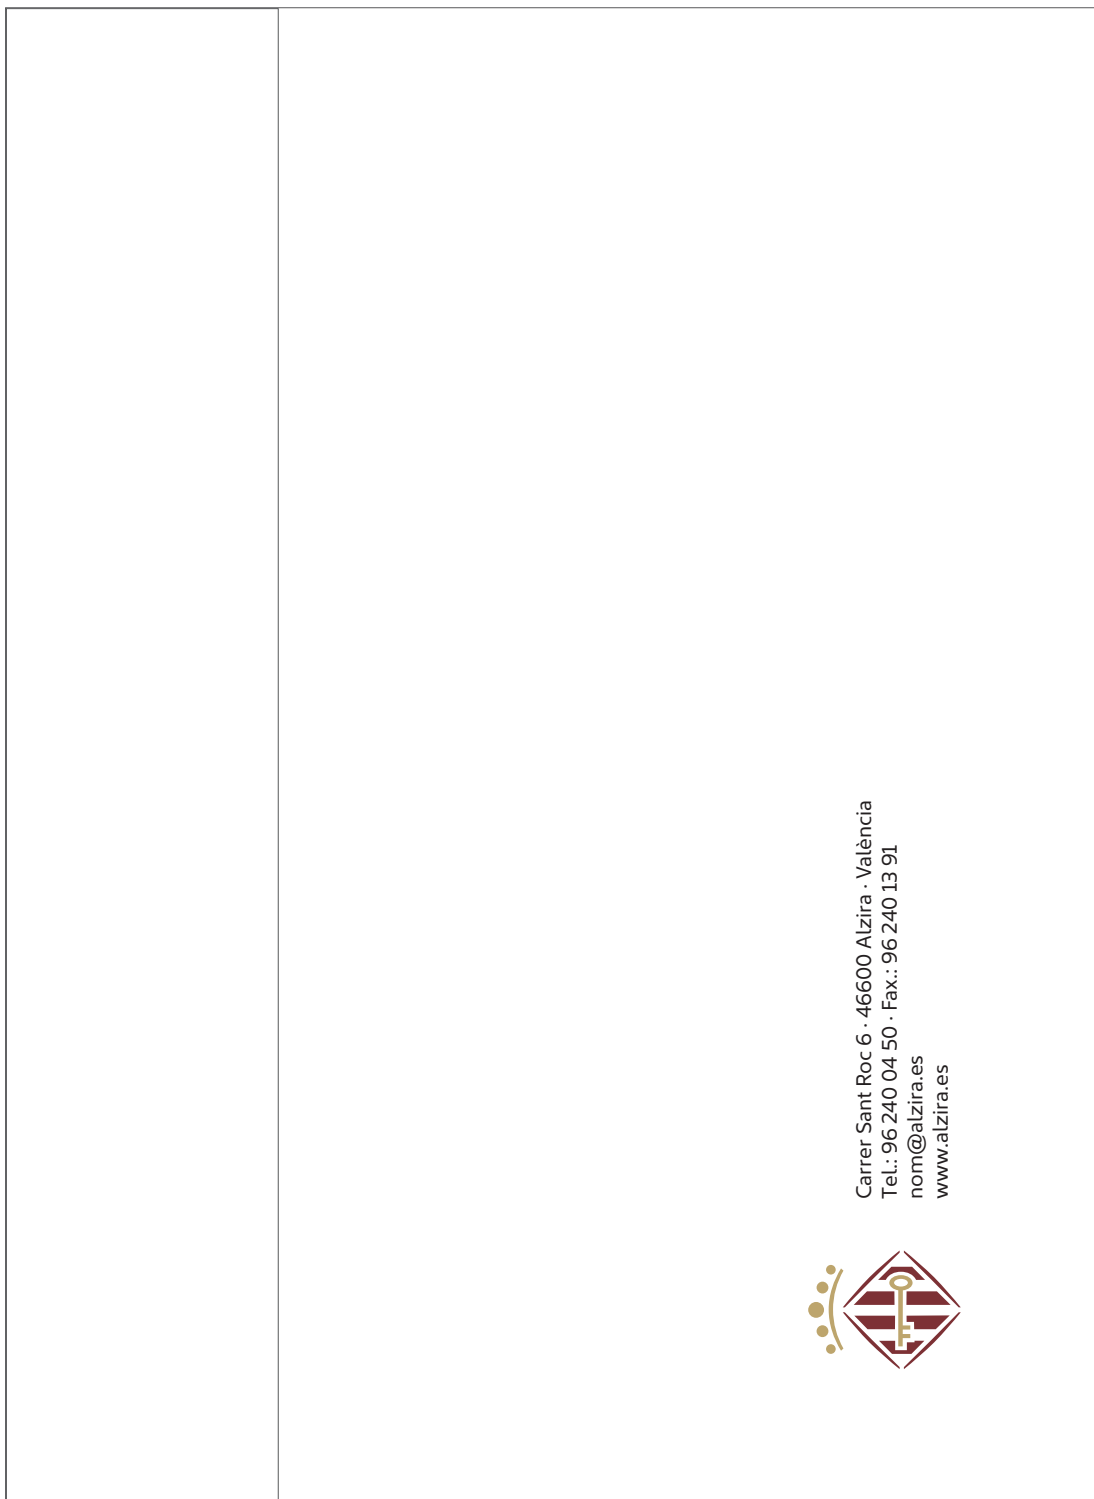 Carrer Sant Roc 6 · 46600 Alzira · València
Tel.: 96 240 04 50 · Fax.: 96 240 13 91
nom@alzira.es
www.alzira.es